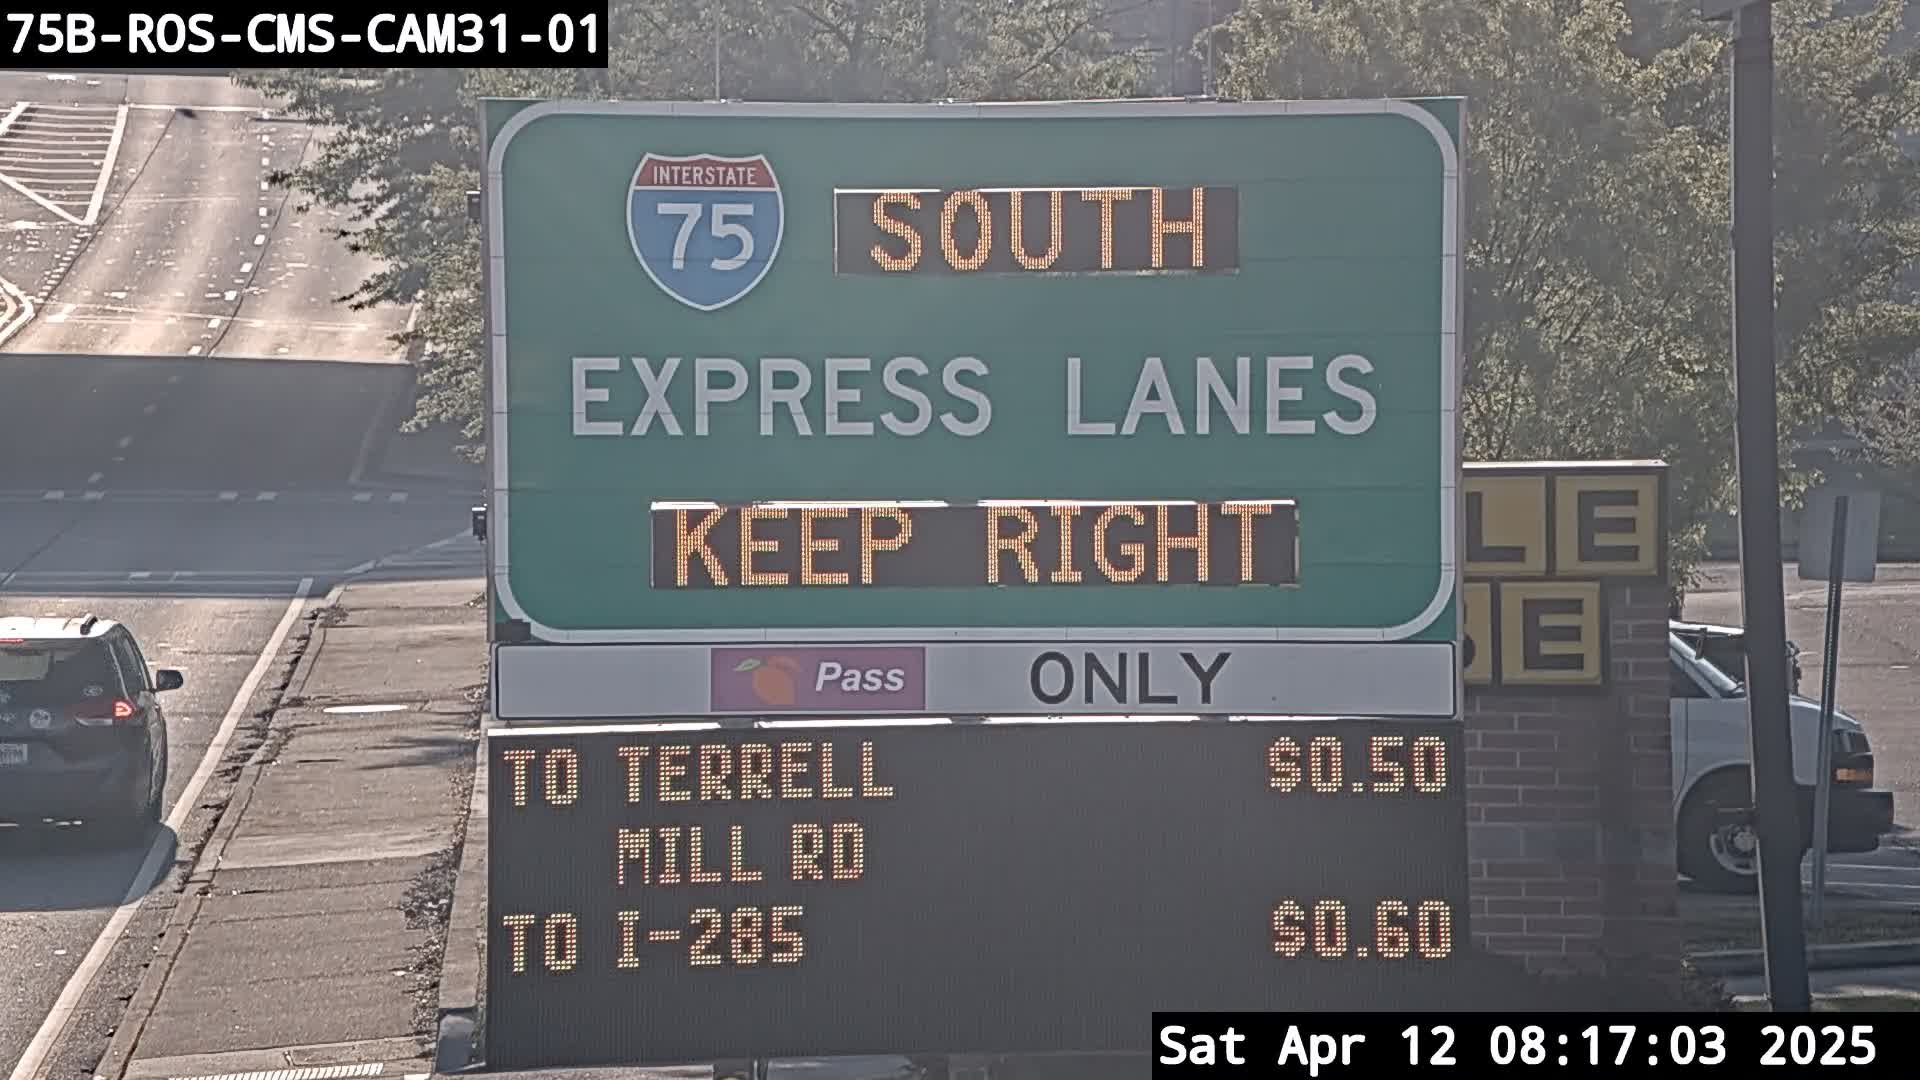 75B-ROS-CMS-CAM31-01
INTERSTATE
75
SOUTH
EXPRESS LANES
KEEP RIGHT
Pass ONLY
TO TERRELL $0.50
MILL RD
TO I-285 $0.60
LE
E
Sat Apr 12 08:17:03 2025